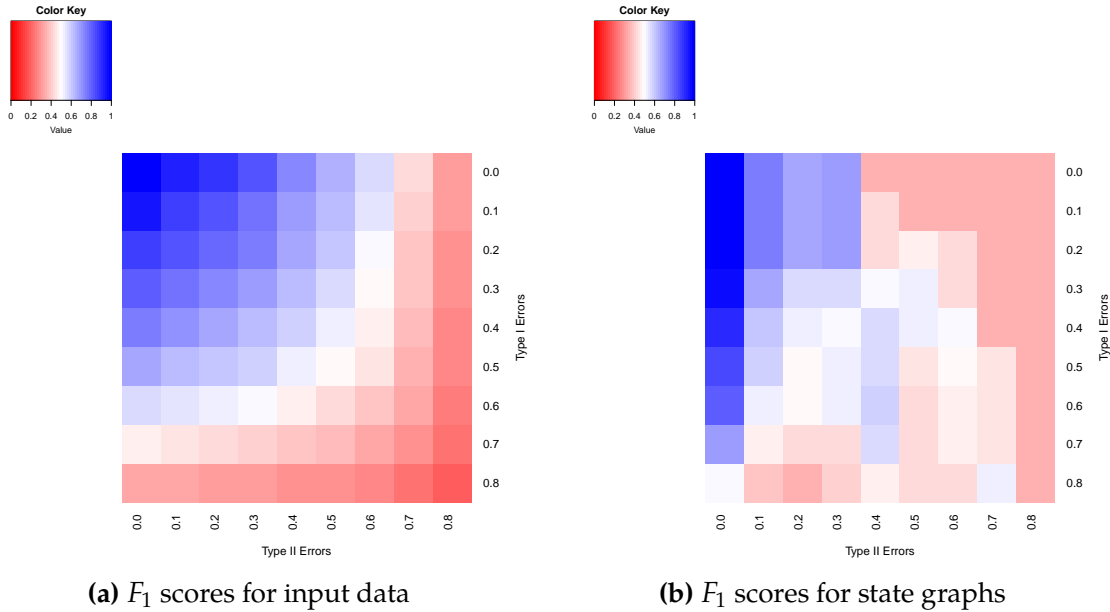 Color Key
0 0.2 0.4 0.6 0.8 1
Value
0.0
0.1
0.2
0.3
0.4
0.5
0.6
0.7
0.8
Type I Errors
0.0 0.1 0.2 0.3 0.4 0.5 0.6 0.7 0.8
Type II Errors
(a) F1 scores for input data
Color Key
0 0.2 0.4 0.6 0.8 1
Value
0.0
0.1
0.2
0.3
0.4
0.5
0.6
0.7
0.8
Type I Errors
0.0 0.1 0.2 0.3 0.4 0.5 0.6 0.7 0.8
Type II Errors
(b) F1 scores for state graphs